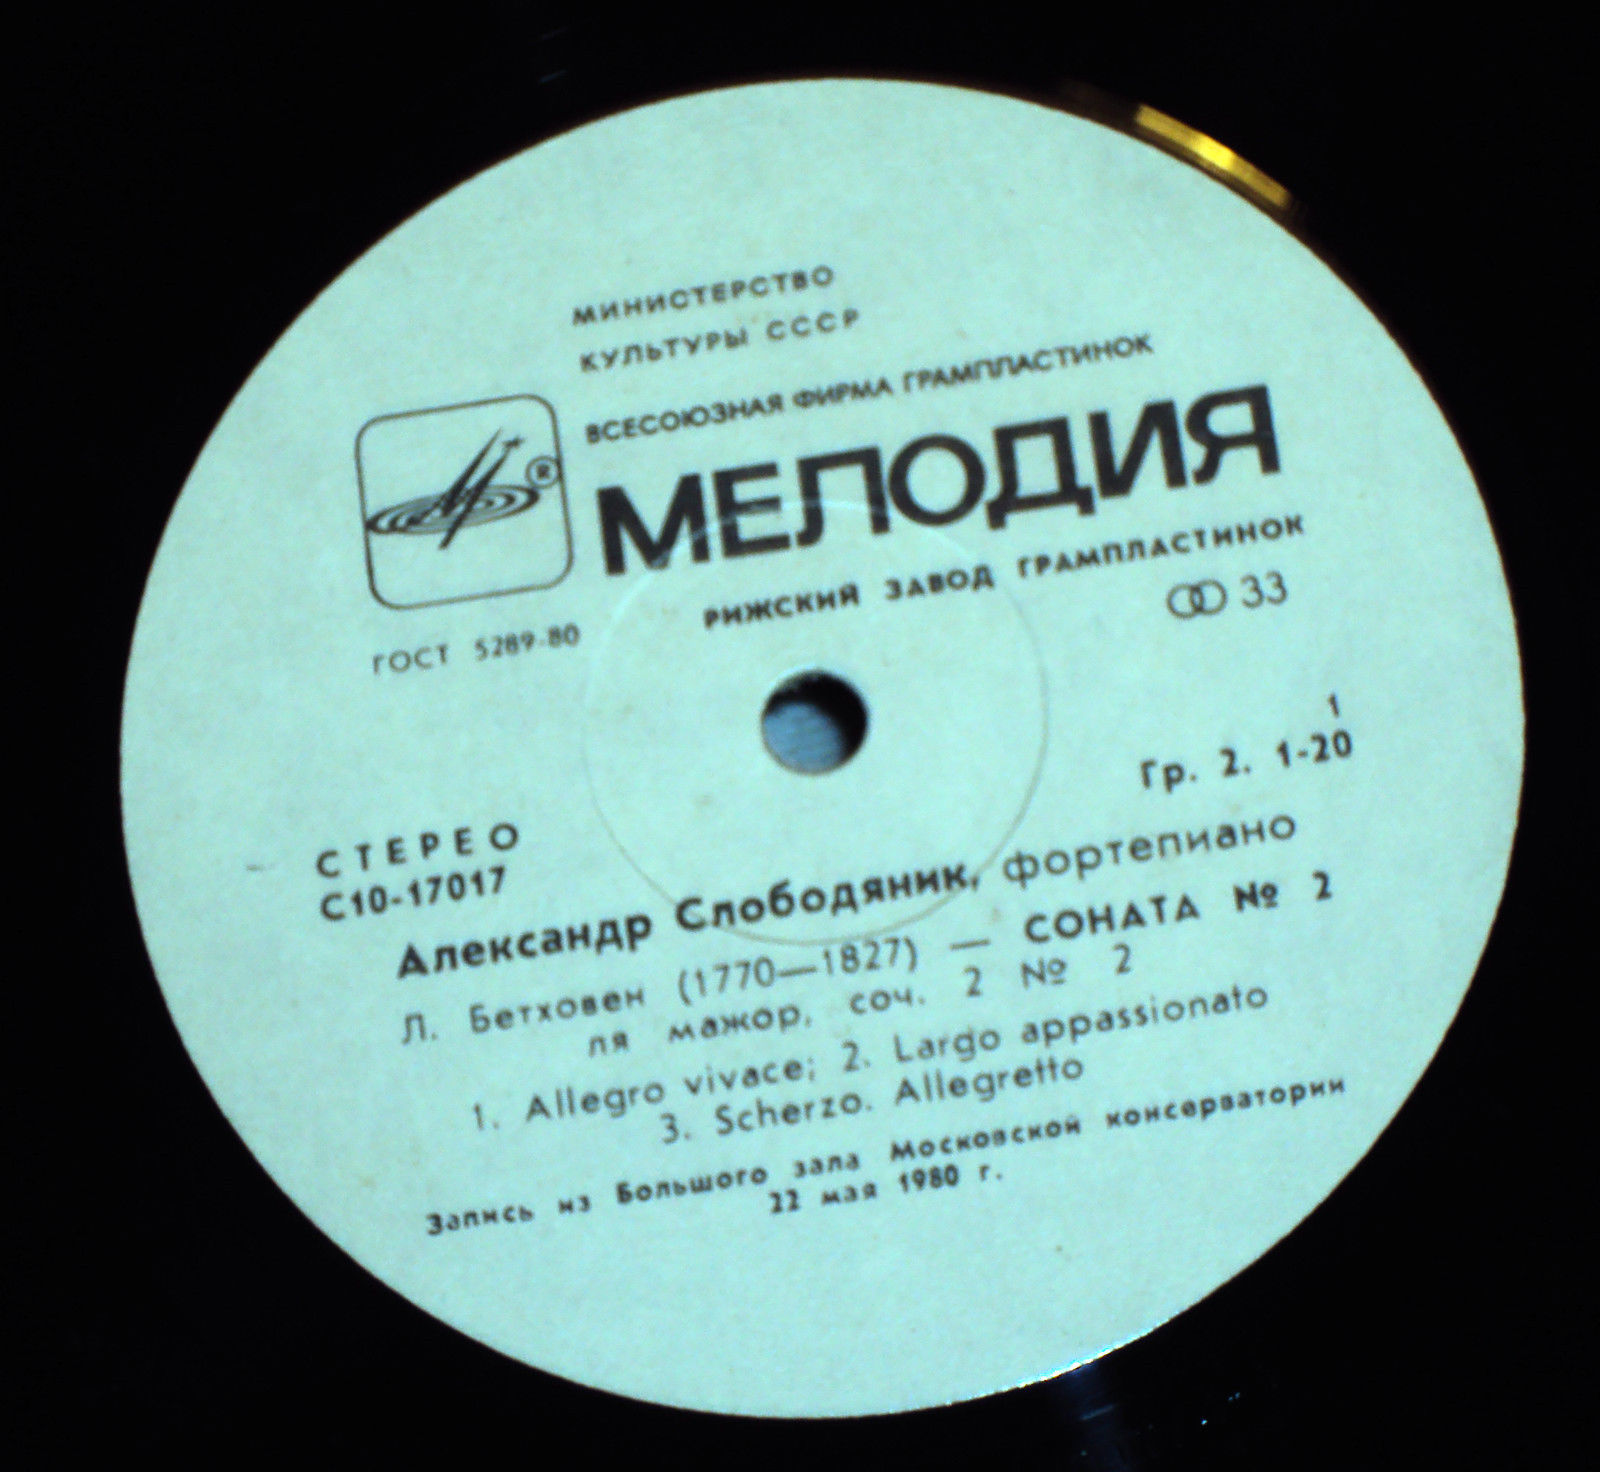 МИНИСТЕРСТВО
КУЛЬТУРЫ СССР
ВСЕСОЮЗНАЯ ФИРМА ГРАМПЛАСТИНОК
МЕЛОДИЯ
®
РИЖСКИЙ ЗАВОД ГРАМПЛАСТИНОК
ГОСТ 5289-80
33
1
Гр. 2. 1-20
СТЕРЕО
С10-17017
Александр Слободяник, фортепиано
Л. Бетховен (1770—1827) — СОНАТА № 2
ля мажор, соч. 2 № 2
1. Allegro vivace; 2. Largo appassionato
3. Scherzo. Allegretto
Запись из Большого зала Московской консерватории
22 мая 1980 г.